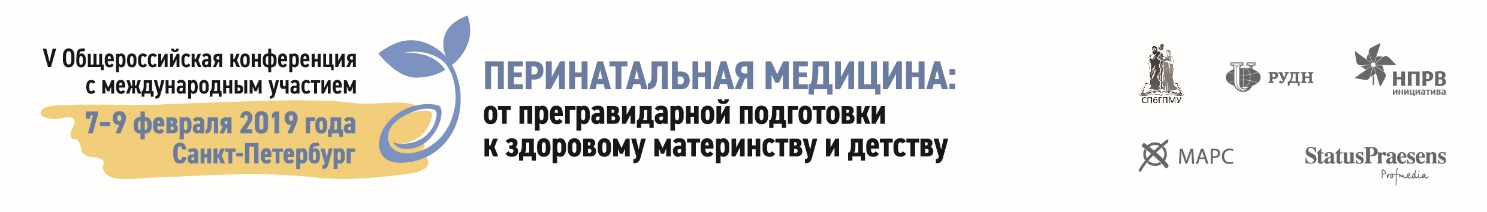 V Общероссийская конференция
с международным участием
7–9 февраля 2019 года
Санкт-Петербург
ПЕРИНАТАЛЬНАЯ МЕДИЦИНА:
от прегравидарной подготовки
к здоровому материнству и детству
СПбГПМУ
РУДН
НПРВ
ИНИЦИАТИВА
МАРС
StatusPraesens
Profmedia